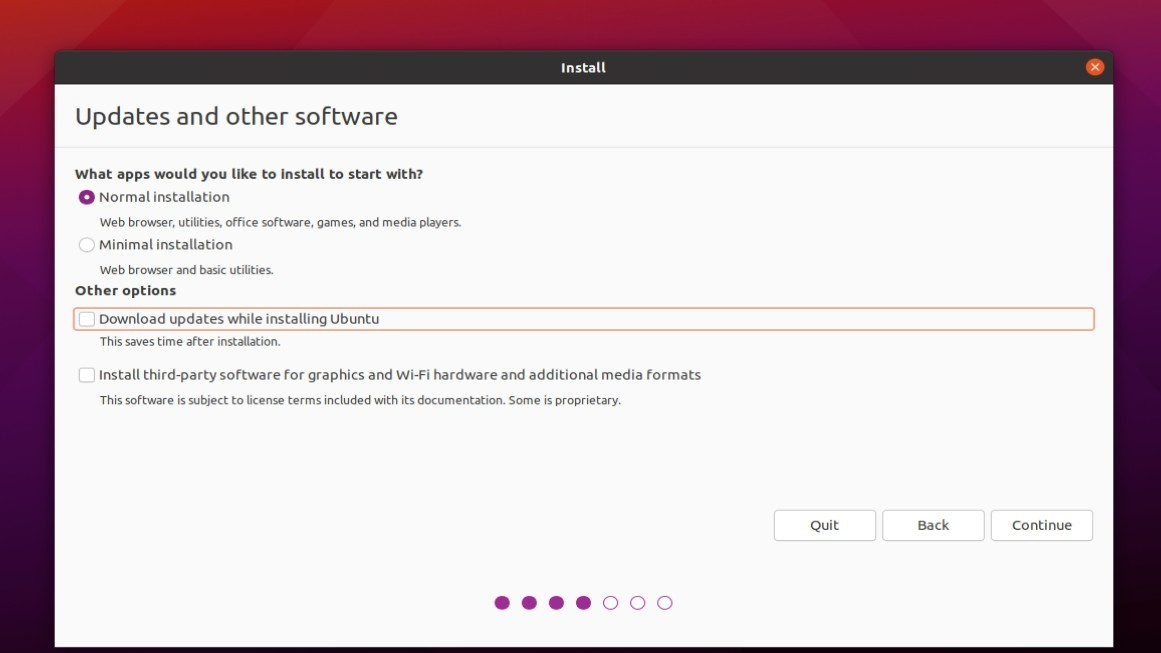 Install
Updates and other software
What apps would you like to install to start with?
Normal installation
Web browser, utilities, office software, games, and media players.
Minimal installation
Web browser and basic utilities.
Other options
Download updates while installing Ubuntu
This saves time after installation.
Install third-party software for graphics and Wi-Fi hardware and additional media formats
This software is subject to license terms included with its documentation. Some is proprietary.
Quit Back Continue